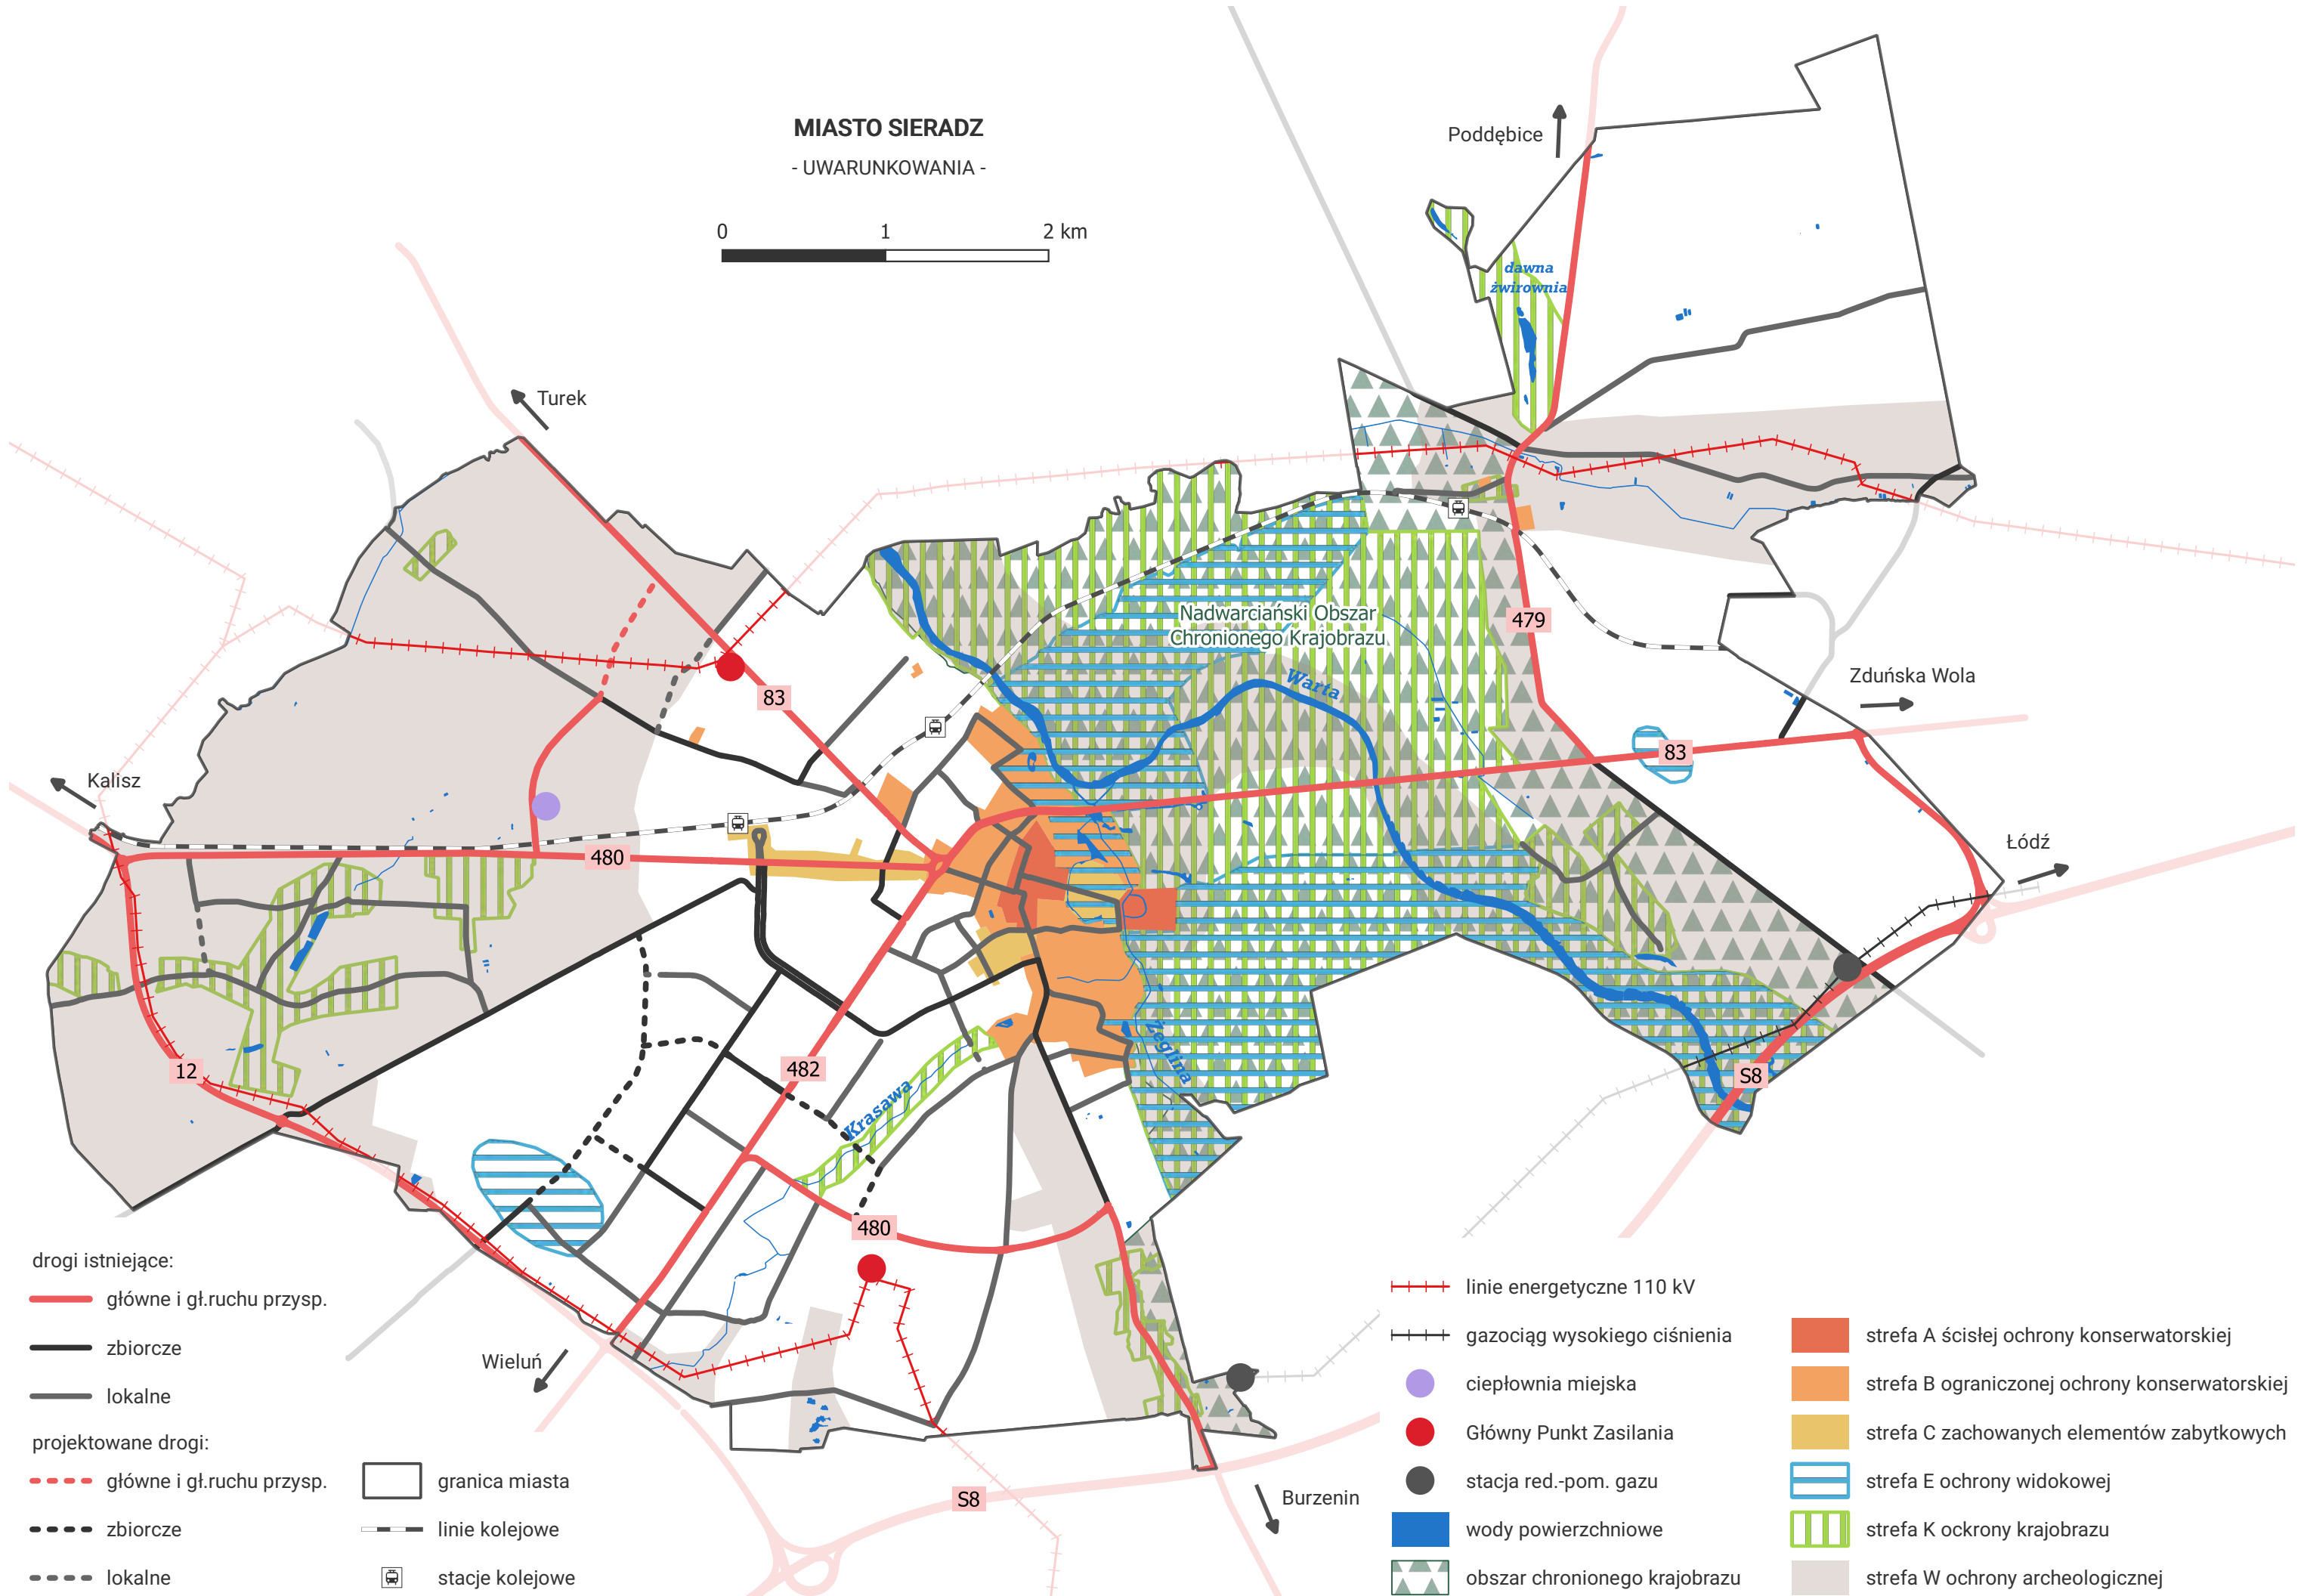 MIASTO SIERADZ
- UWARUNKOWANIA -
0 1 2 km
Poddębice
dawna
żwirownia
Turek
Nadwarciański Obszar
Chronionego Krajobrazu
479
Warta
Zduńska Wola
83
83
Kalisz
480
Łódź
12
482
Żeglina
S8
Krasawa
480
Wieluń
S8
Burzenin
drogi istniejące:
główne i gł.ruchu przysp.
zbiorcze
lokalne
projektowane drogi:
główne i gł.ruchu przysp.
zbiorcze
lokalne
granica miasta
linie kolejowe
stacje kolejowe
linie energetyczne 110 kV
gazociąg wysokiego ciśnienia
ciepłownia miejska
Główny Punkt Zasilania
stacja red.-pom. gazu
wody powierzchniowe
obszar chronionego krajobrazu
strefa A ścisłej ochrony konserwatorskiej
strefa B ograniczonej ochrony konserwatorskiej
strefa C zachowanych elementów zabytkowych
strefa E ochrony widokowej
strefa K ockrony krajobrazu
strefa W ochrony archeologicznej